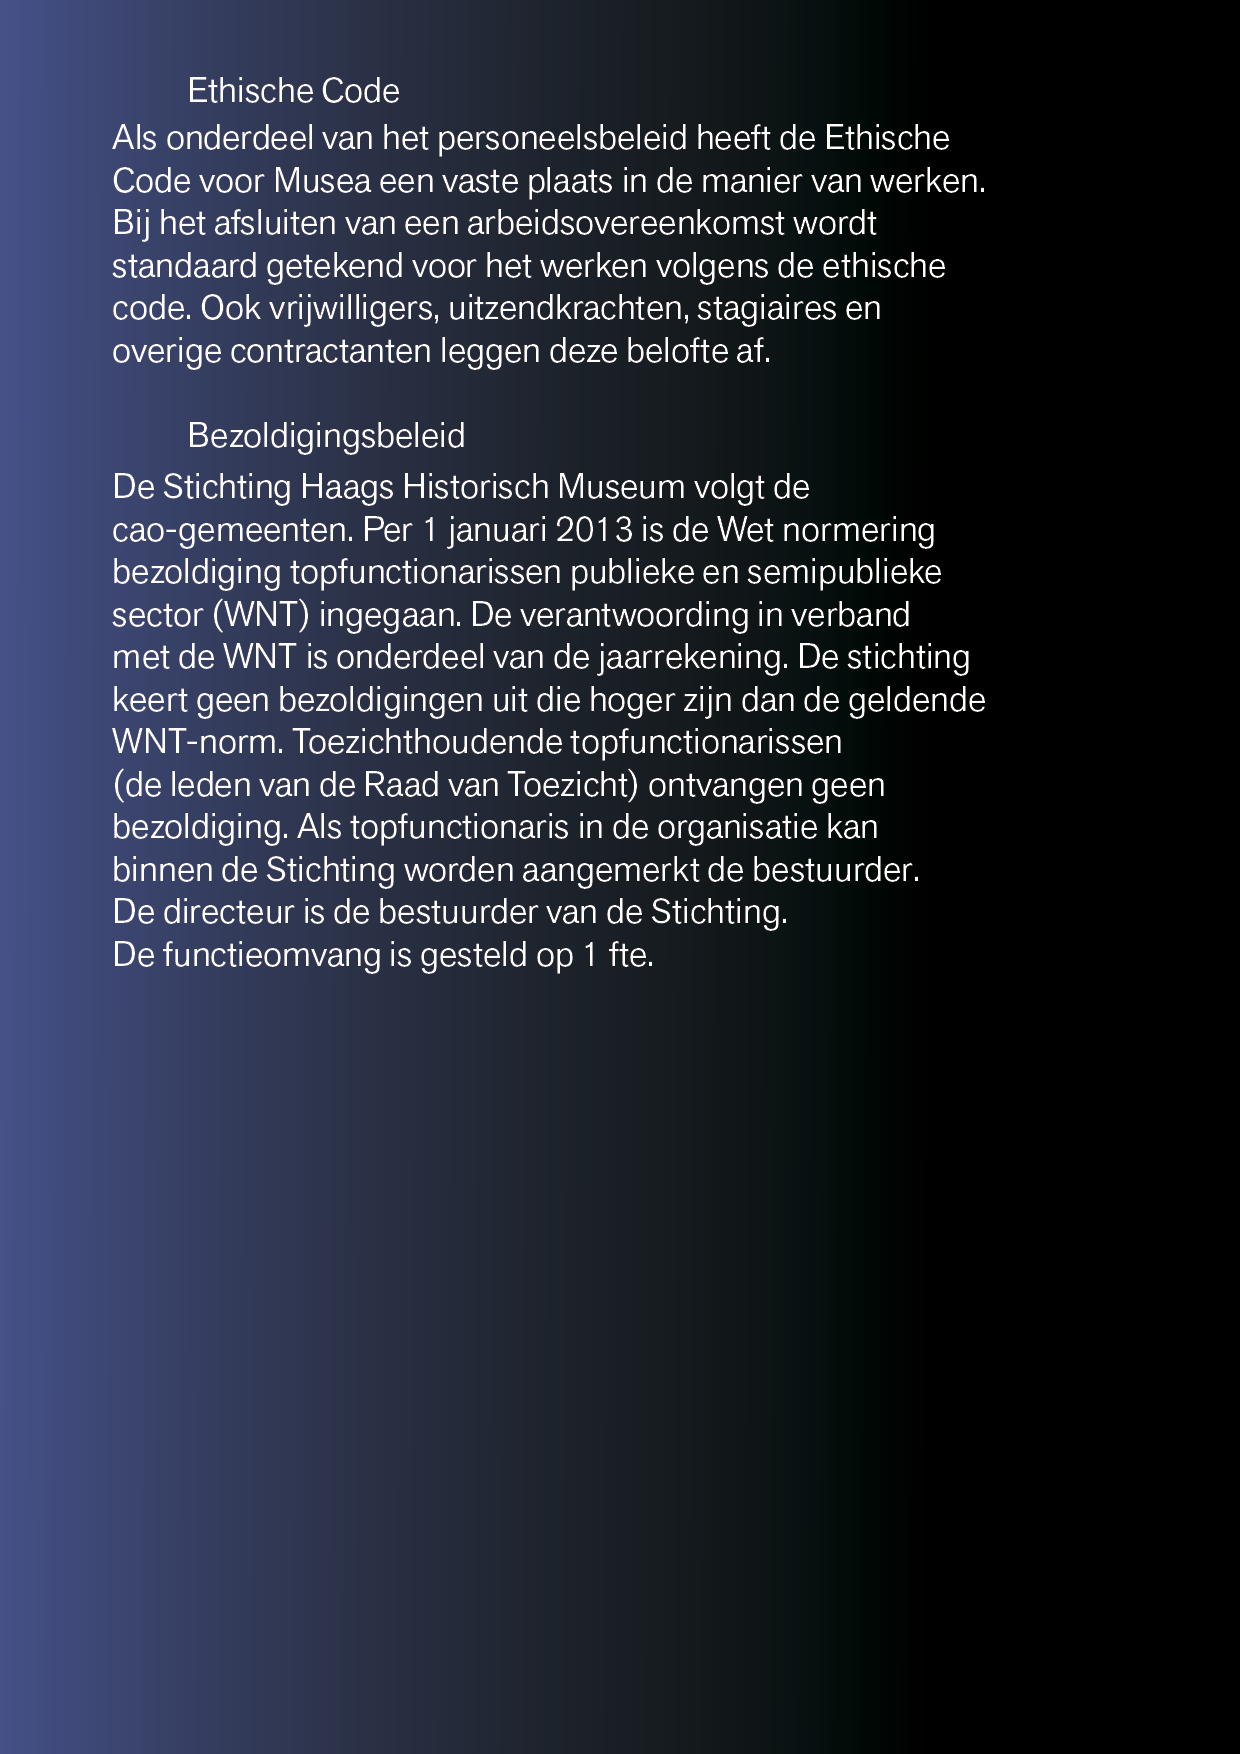 Ethische Code
Als onderdeel van het personeelsbeleid heeft de Ethische
Code voor Musea een vaste plaats in de manier van werken.
Bij het afsluiten van een arbeidsovereenkomst wordt
standaard getekend voor het werken volgens de ethische
code. Ook vrijwilligers, uitzendkrachten, stagiaires en
overige contractanten leggen deze belofte af.
Bezoldigingsbeleid
De Stichting Haags Historisch Museum volgt de
cao-gemeenten. Per 1 januari 2013 is de Wet normering
bezoldiging topfunctionarissen publieke en semipublieke
sector (WNT) ingegaan. De verantwoording in verband
met de WNT is onderdeel van de jaarrekening. De stichting
keert geen bezoldigingen uit die hoger zijn dan de geldende
WNT-norm. Toezichthoudende topfunctionarissen
(de leden van de Raad van Toezicht) ontvangen geen
bezoldiging. Als topfunctionaris in de organisatie kan
binnen de Stichting worden aangemerkt de bestuurder.
De directeur is de bestuurder van de Stichting.
De functieomvang is gesteld op 1 fte.